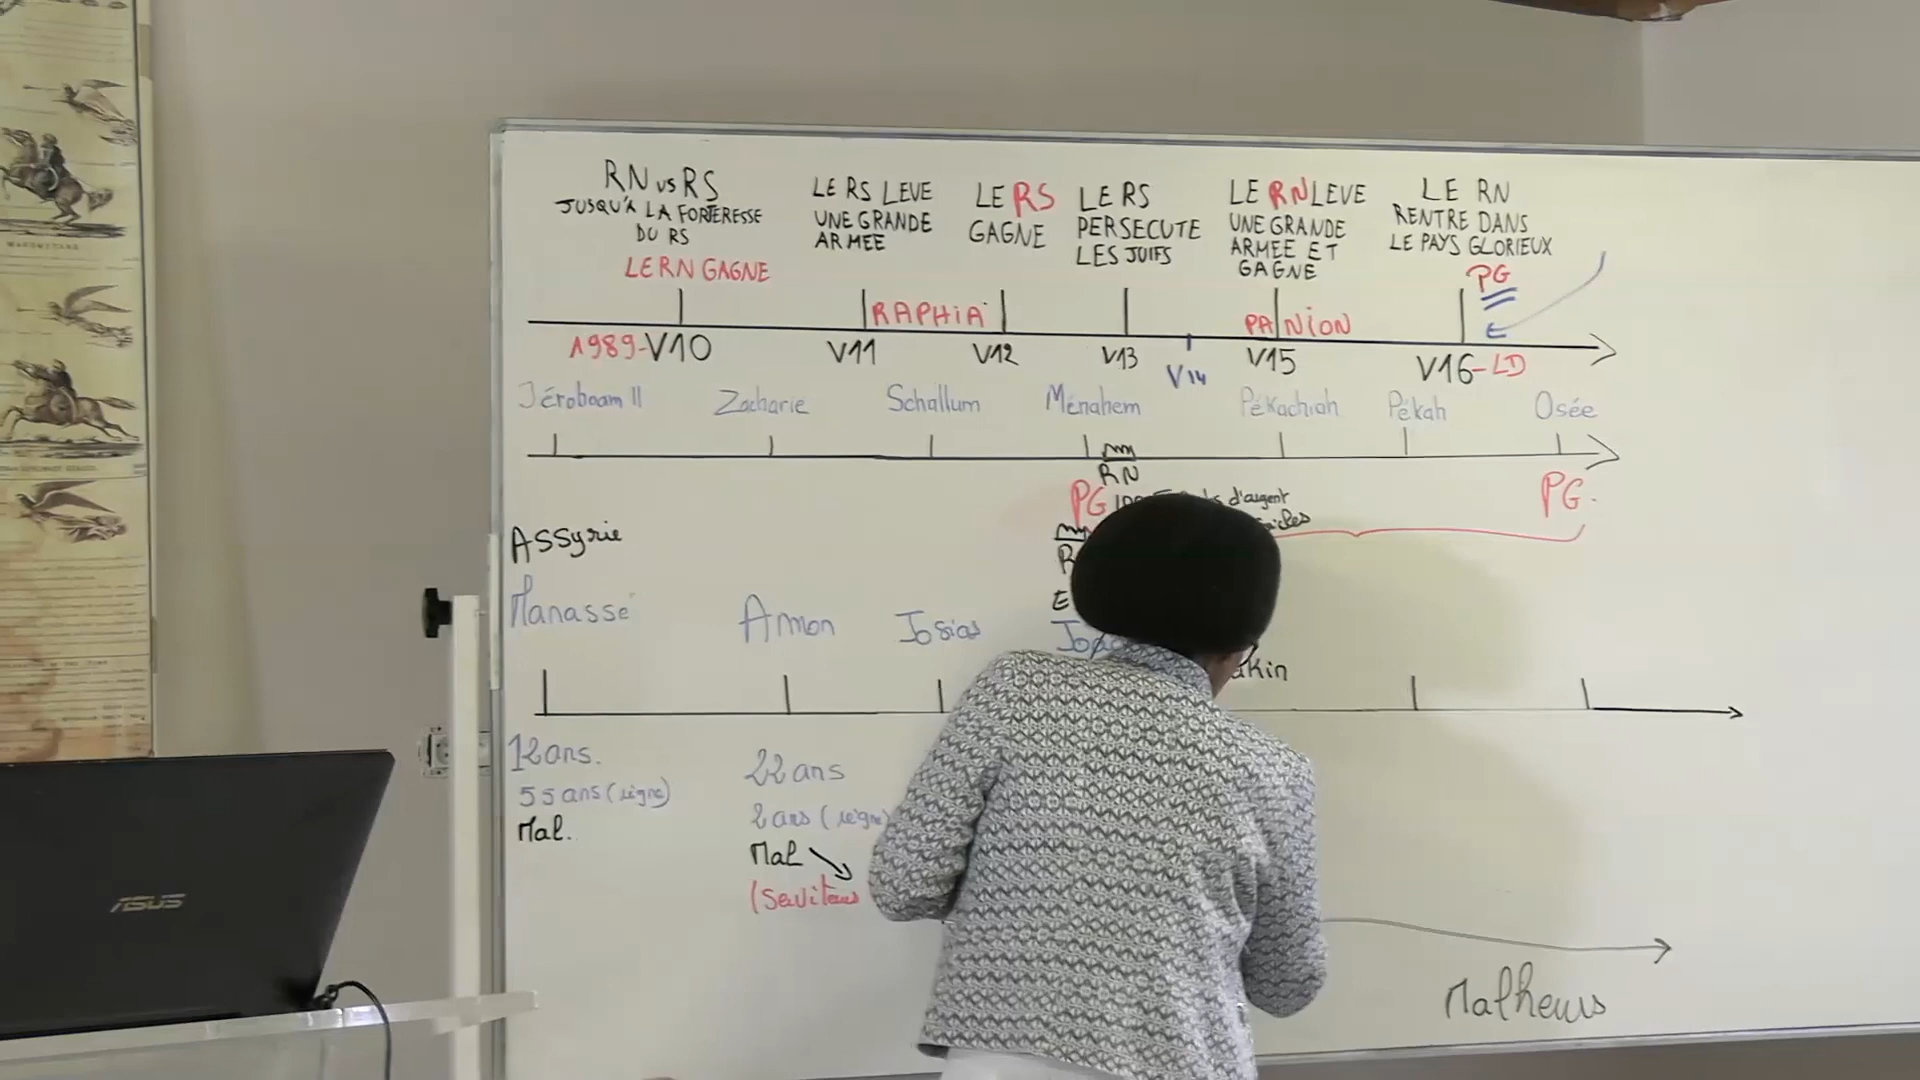 RN vs RS
JUSQU'À LA FORTERESSE
DU RS
LE RN GAGNE
LE RS LEVE
UNE GRANDE
ARMEE
LE RS
GAGNE
LE RS
PERSECUTE
LES JUIFS
LE RN LEVE
UNE GRANDE
ARMEE ET
GAGNE
LE RN
RENTRE DANS
LE PAYS GLORIEUX
PG
RAPHIA
PANION
1989-V10
V11
V12
V13
V14
V15
V16-LD
Jéroboam II
Zacharie
Schallum
Ménahem
Pékachiah
Pékah
Osée
RN
PG
d'argent
PG
Assyrie
Manassé
Amon
Josias
akin
12 ans.
55 ans (règne)
Mal.
22 ans
2 ans (règne)
Mal
(Serviteurs
Malheurs
ASUS
MAHOMETANS